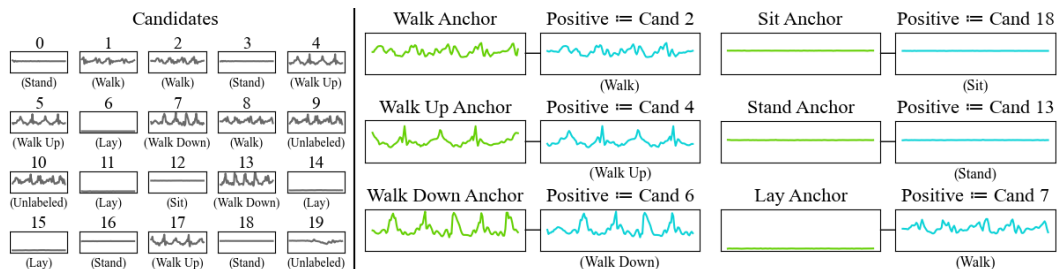 Candidates
0 1 2 3 4
(Stand) (Walk) (Walk) (Stand) (Walk Up)
5 6 7 8 9
(Walk Up) (Lay) (Walk Down) (Walk) (Unlabeled)
10 11 12 13 14
(Unlabeled) (Lay) (Sit) (Walk Down) (Lay)
15 16 17 18 19
(Lay) (Stand) (Walk Up) (Stand) (Unlabeled)
Walk Anchor Positive ≔ Cand 2
(Walk)
Walk Up Anchor Positive ≔ Cand 4
(Walk Up)
Walk Down Anchor Positive ≔ Cand 6
(Walk Down)
Sit Anchor Positive ≔ Cand 18
(Sit)
Stand Anchor Positive ≔ Cand 13
(Stand)
Lay Anchor Positive ≔ Cand 7
(Walk)